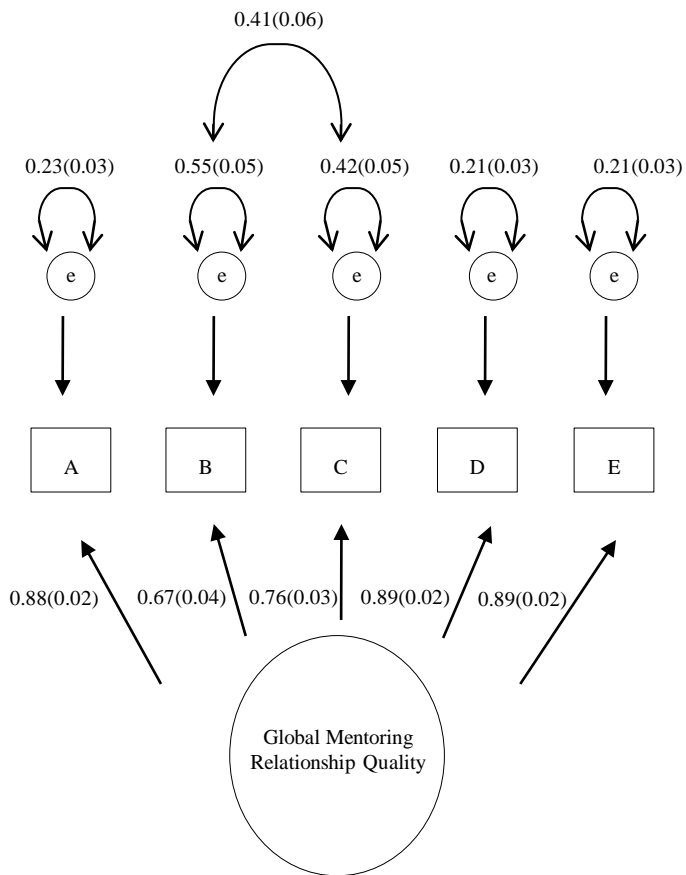 0.41(0.06)
0.23(0.03) 0.55(0.05) 0.42(0.05) 0.21(0.03) 0.21(0.03)
e e e e e
A B C D E
0.88(0.02) 0.67(0.04) 0.76(0.03) 0.89(0.02) 0.89(0.02)
Global Mentoring
Relationship Quality